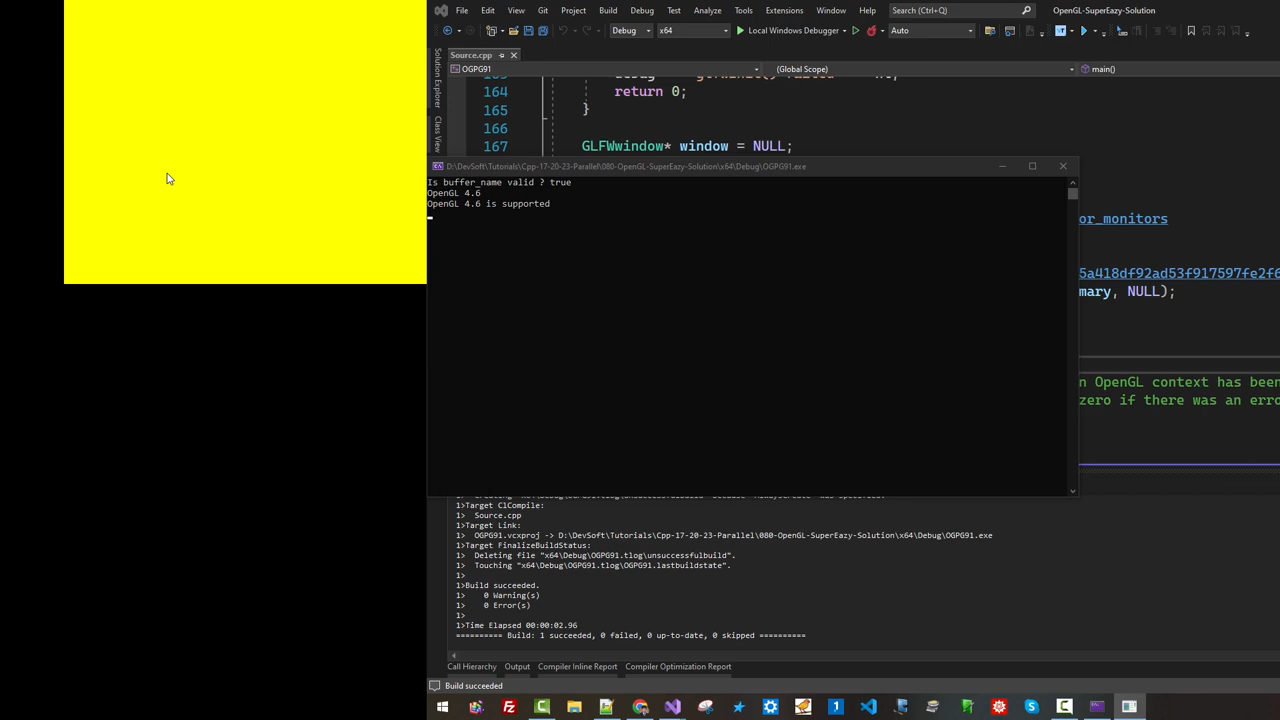 File Edit View Git Project Build Debug Test Analyze Tools Extensions Window Help Search (Ctrl+Q) OpenGL-SuperEazy-Solution
Debug x64 Local Windows Debugger Auto
Source.cpp
OGPG91 (Global Scope) main()
Solution Explorer
Class View
164 return 0;
165 }
166
167 GLFWwindow* window = NULL;
D:\DevSoft\Tutorials\Cpp-17-20-23-Parallel\080-OpenGL-SuperEazy-Solution\x64\Debug\OGPG91.exe
Is buffer_name valid ? true
OpenGL 4.6
OpenGL 4.6 is supported
or_monitors
5a418df92ad53f917597fe2f6
mary, NULL);
n OpenGL context has been
zero if there was an erro
1>Target ClCompile:
1> Source.cpp
1>Target Link:
1> OGPG91.vcxproj -> D:\DevSoft\Tutorials\Cpp-17-20-23-Parallel\080-OpenGL-SuperEazy-Solution\x64\Debug\OGPG91.exe
1>Target FinalizeBuildStatus:
1> Deleting file "x64\Debug\OGPG91.tlog\unsuccessfulbuild".
1> Touching "x64\Debug\OGPG91.tlog\OGPG91.lastbuildstate".
1>
1>Build succeeded.
1> 0 Warning(s)
1> 0 Error(s)
1>
1>Time Elapsed 00:00:02.96
========== Build: 1 succeeded, 0 failed, 0 up-to-date, 0 skipped ==========
Call Hierarchy Output Compiler Inline Report Compiler Optimization Report
Build succeeded